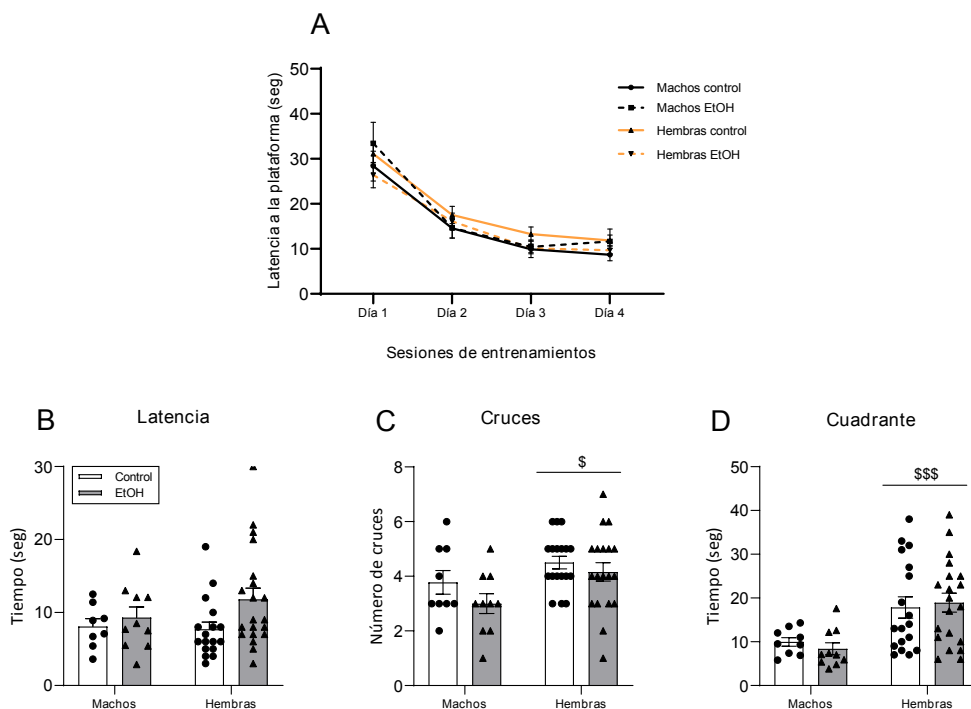 A
Latencia a la plataforma (seg)
50
40
30
20
10
0
Día 1
Día 2
Día 3
Día 4
Sesiones de entrenamientos
Machos control
Machos EtOH
Hembras control
Hembras EtOH
B
Latencia
Tiempo (seg)
30
20
10
0
Control
EtOH
Machos
Hembras
C
Cruces
Número de cruces
8
6
4
2
0
$
Machos
Hembras
D
Cuadrante
Tiempo (seg)
50
40
30
20
10
0
$$$
Machos
Hembras